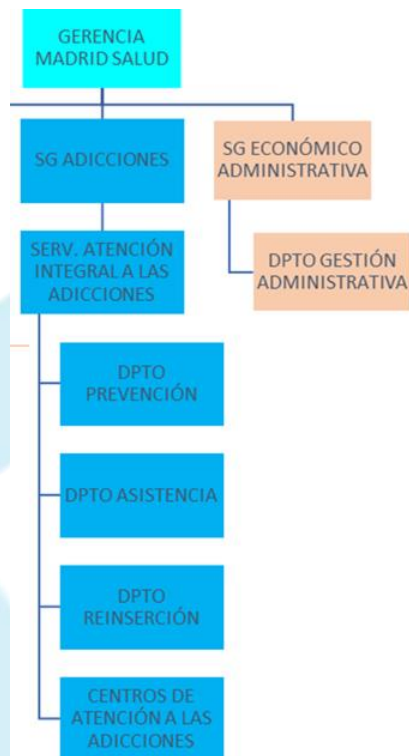 GERENCIA
MADRID SALUD
SG ADICCIONES
SG ECONÓMICO
ADMINISTRATIVA
SERV. ATENCIÓN
INTEGRAL A LAS
ADICCIONES
DPTO GESTIÓN
ADMINISTRATIVA
DPTO
PREVENCIÓN
DPTO ASISTENCIA
DPTO
REINSERCIÓN
CENTROS DE
ATENCIÓN A LAS
ADICCIONES